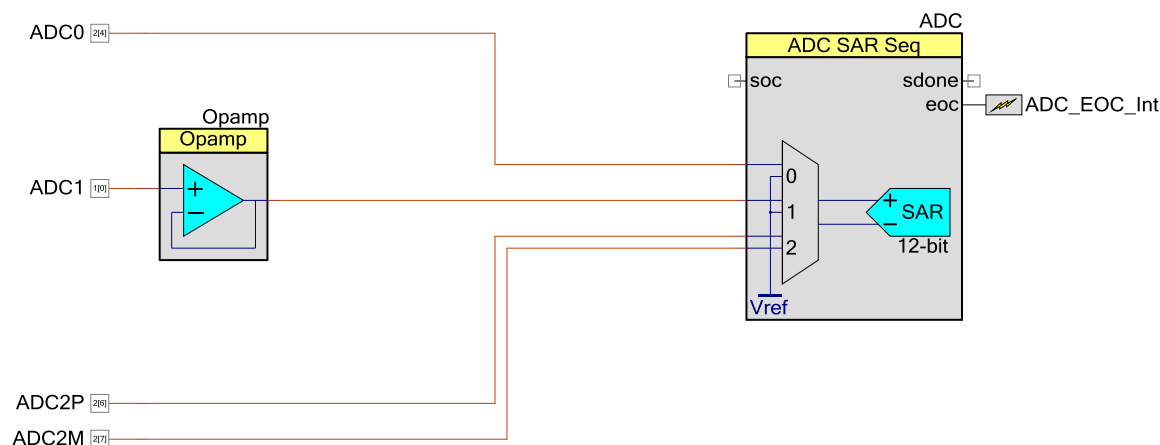 ADC
ADC0 2[4]
ADC SAR Seq
soc
sdone
eoc
ADC_EOC_Int
Opamp
Opamp
ADC1 1[0]
+
−
0
1
2
+
−
SAR
12-bit
Vref
ADC2P 2[6]
ADC2M 2[7]